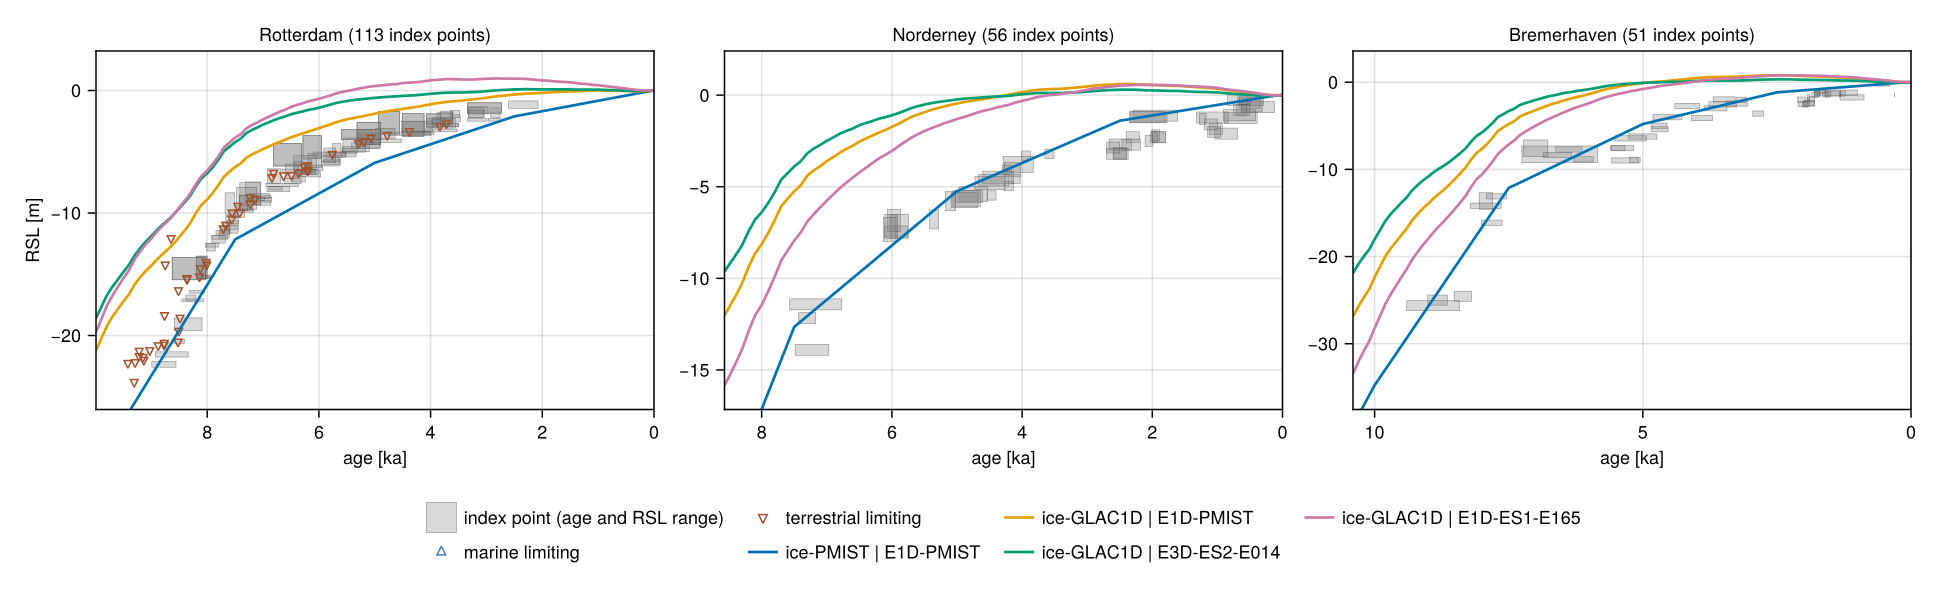 Rotterdam (113 index points)
Norderney (56 index points)
Bremerhaven (51 index points)
RSL [m]
0
−10
−20
8
6
4
2
0
age [ka]
0
−5
−10
−15
8
6
4
2
0
age [ka]
0
−10
−20
−30
10
5
0
age [ka]
index point (age and RSL range)
terrestrial limiting
ice-GLAC1D | E1D-PMIST
ice-GLAC1D | E1D-ES1-E165
marine limiting
ice-PMIST | E1D-PMIST
ice-GLAC1D | E3D-ES2-E014